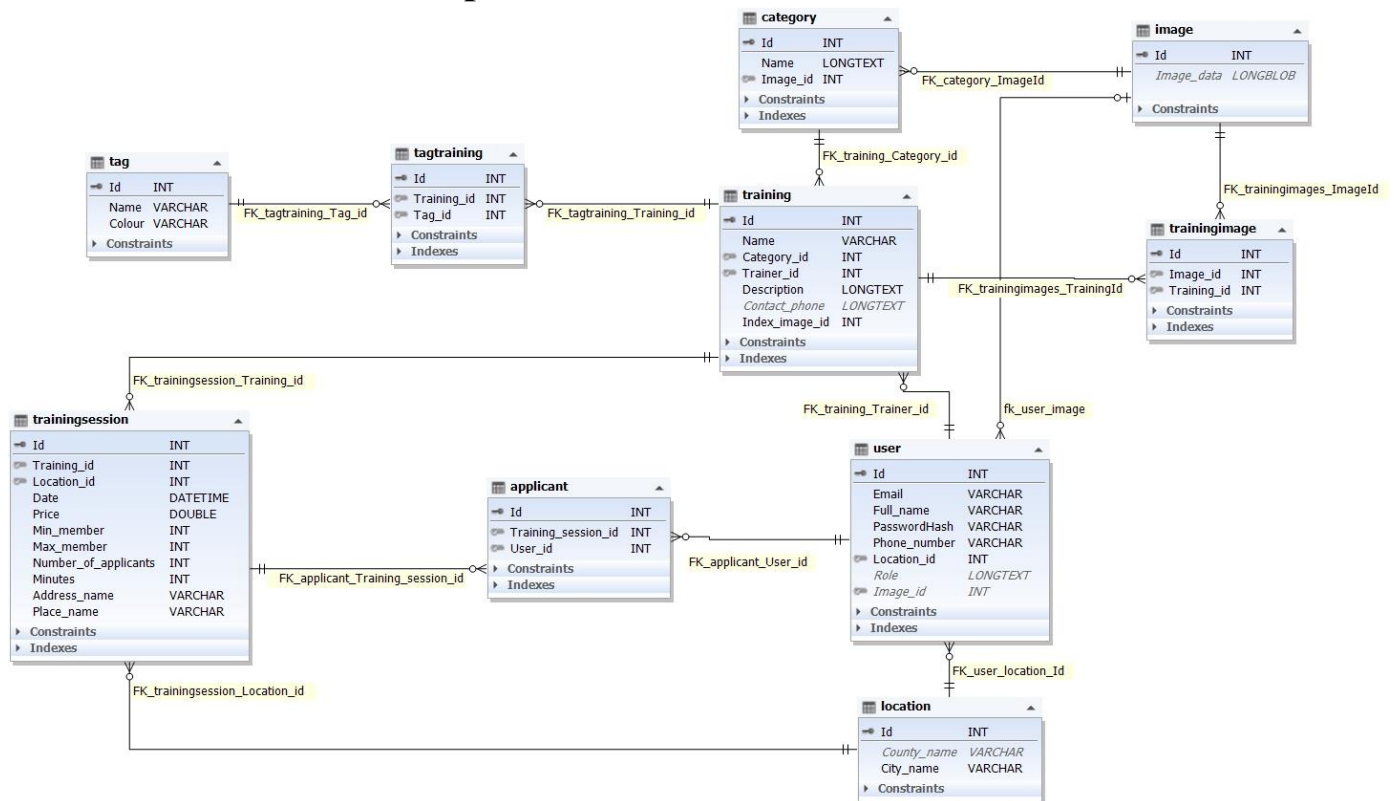 category
Id INT
Name LONGTEXT
Image_id INT
Constraints
Indexes
image
Id INT
Image_data LONGBLOB
Constraints
FK_category_ImageId
FK_training_Category_id
FK_trainingimages_ImageId
tag
Id INT
Name VARCHAR
Colour VARCHAR
Constraints
FK_tagtraining_Tag_id
tagtraining
Id INT
Training_id INT
Tag_id INT
Constraints
Indexes
FK_tagtraining_Training_id
training
Id INT
Name VARCHAR
Category_id INT
Trainer_id INT
Description LONGTEXT
Contact_phone LONGTEXT
Index_image_id INT
Constraints
Indexes
FK_trainingimages_TrainingId
trainingimage
Id INT
Image_id INT
Training_id INT
Constraints
Indexes
FK_trainingsession_Training_id
FK_training_Trainer_id
fk_user_image
trainingsession
Id INT
Training_id INT
Location_id INT
Date DATETIME
Price DOUBLE
Min_member INT
Max_member INT
Number_of_applicants INT
Minutes INT
Address_name VARCHAR
Place_name VARCHAR
Constraints
Indexes
FK_applicant_Training_session_id
applicant
Id INT
Training_session_id INT
User_id INT
Constraints
Indexes
FK_applicant_User_id
user
Id INT
Email VARCHAR
Full_name VARCHAR
PasswordHash VARCHAR
Phone_number VARCHAR
Location_id INT
Role LONGTEXT
Image_id INT
Constraints
Indexes
FK_trainingsession_Location_id
FK_user_location_Id
location
Id INT
County_name VARCHAR
City_name VARCHAR
Constraints